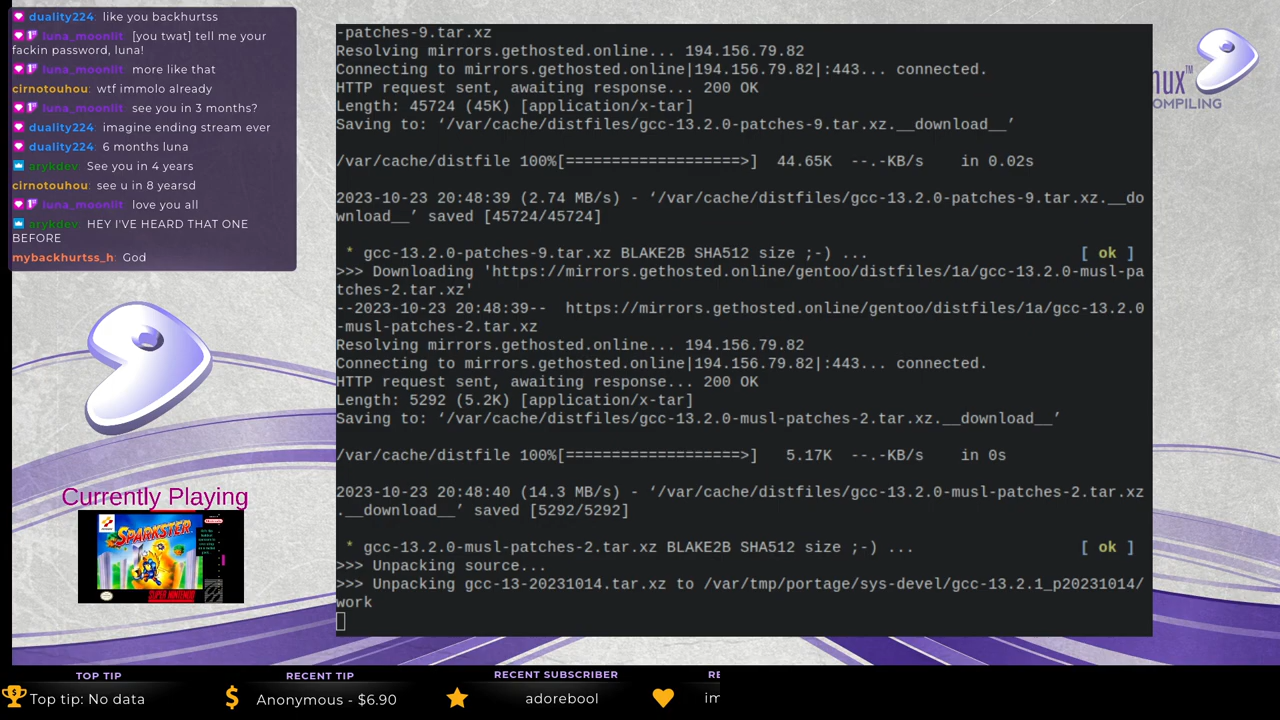 duality224: like you backhurtss
luna_moonlit [you twat] tell me your
fackin password, luna!
luna_moonlit more like that
cirnotouhou: wtf immolo already
luna_moonlit see you in 3 months?
duality224: imagine ending stream ever
duality224: 6 months luna
arykdev: See you in 4 years
cirnotouhou: see u in 8 yearsd
luna_moonlit love you all
arykdev: HEY I'VE HEARD THAT ONE
BEFORE
mybackhurtss_h: God
-patches-9.tar.xz
Resolving mirrors.gethosted.online... 194.156.79.82
Connecting to mirrors.gethosted.online|194.156.79.82|:443... connected.
HTTP request sent, awaiting response... 200 OK
Length: 45724 (45K) [application/x-tar]
Saving to: ‘/var/cache/distfiles/gcc-13.2.0-patches-9.tar.xz.__download__’
/var/cache/distfile 100%[===================>]  44.65K  --.-KB/s    in 0.02s
2023-10-23 20:48:39 (2.74 MB/s) - ‘/var/cache/distfiles/gcc-13.2.0-patches-9.tar.xz.__do
wnload__’ saved [45724/45724]
* gcc-13.2.0-patches-9.tar.xz BLAKE2B SHA512 size ;-) ... [ ok ]
>>> Downloading 'https://mirrors.gethosted.online/gentoo/distfiles/1a/gcc-13.2.0-musl-pa
tches-2.tar.xz'
--2023-10-23 20:48:39--  https://mirrors.gethosted.online/gentoo/distfiles/1a/gcc-13.2.0
-musl-patches-2.tar.xz
Resolving mirrors.gethosted.online... 194.156.79.82
Connecting to mirrors.gethosted.online|194.156.79.82|:443... connected.
HTTP request sent, awaiting response... 200 OK
Length: 5292 (5.2K) [application/x-tar]
Saving to: ‘/var/cache/distfiles/gcc-13.2.0-musl-patches-2.tar.xz.__download__’
/var/cache/distfile 100%[===================>]   5.17K  --.-KB/s    in 0s
2023-10-23 20:48:40 (14.3 MB/s) - ‘/var/cache/distfiles/gcc-13.2.0-musl-patches-2.tar.xz
.__download__’ saved [5292/5292]
* gcc-13.2.0-musl-patches-2.tar.xz BLAKE2B SHA512 size ;-) ... [ ok ]
>>> Unpacking source...
>>> Unpacking gcc-13-20231014.tar.xz to /var/tmp/portage/sys-devel/gcc-13.2.1_p20231014/
work
nux™
OMPILING
Currently Playing
KONAMI
SPARKSTER
SUPER NINTENDO
TOP TIP
Top tip: No data
RECENT TIP
Anonymous - $6.90
RECENT SUBSCRIBER
adorebool
RE
im